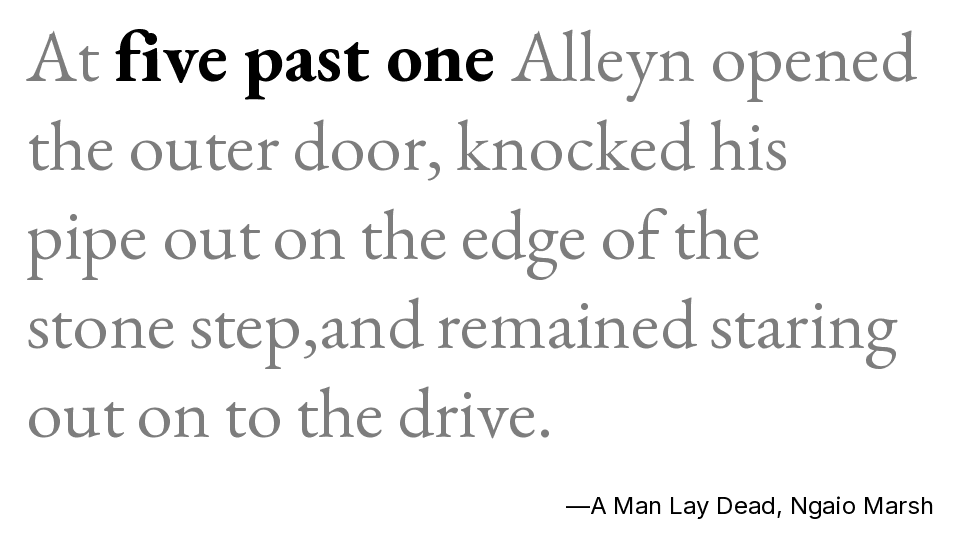 At five past one Alleyn opened
the outer door, knocked his
pipe out on the edge of the
stone step,and remained staring
out on to the drive.
—A Man Lay Dead, Ngaio Marsh